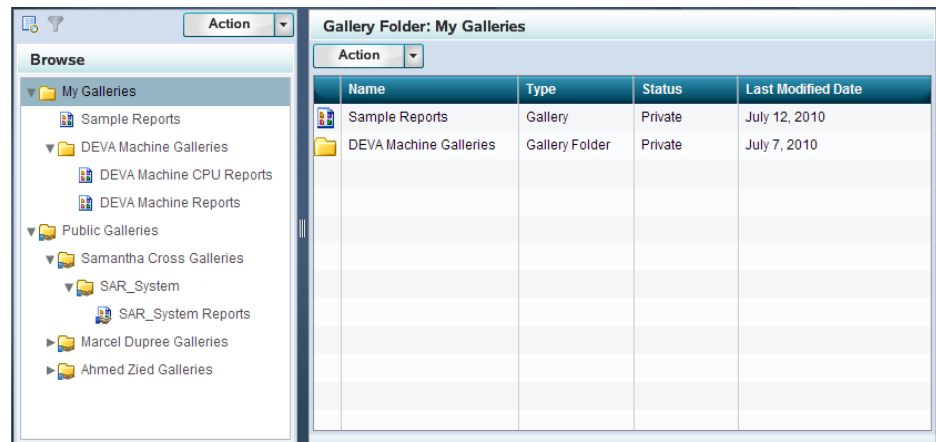 Action
Browse
My Galleries
Sample Reports
DEVA Machine Galleries
DEVA Machine CPU Reports
DEVA Machine Reports
Public Galleries
Samantha Cross Galleries
SAR_System
SAR_System Reports
Marcel Dupree Galleries
Ahmed Zied Galleries
Gallery Folder: My Galleries
Action
Name Type Status Last Modified Date
Sample Reports Gallery Private July 12, 2010
DEVA Machine Galleries Gallery Folder Private July 7, 2010